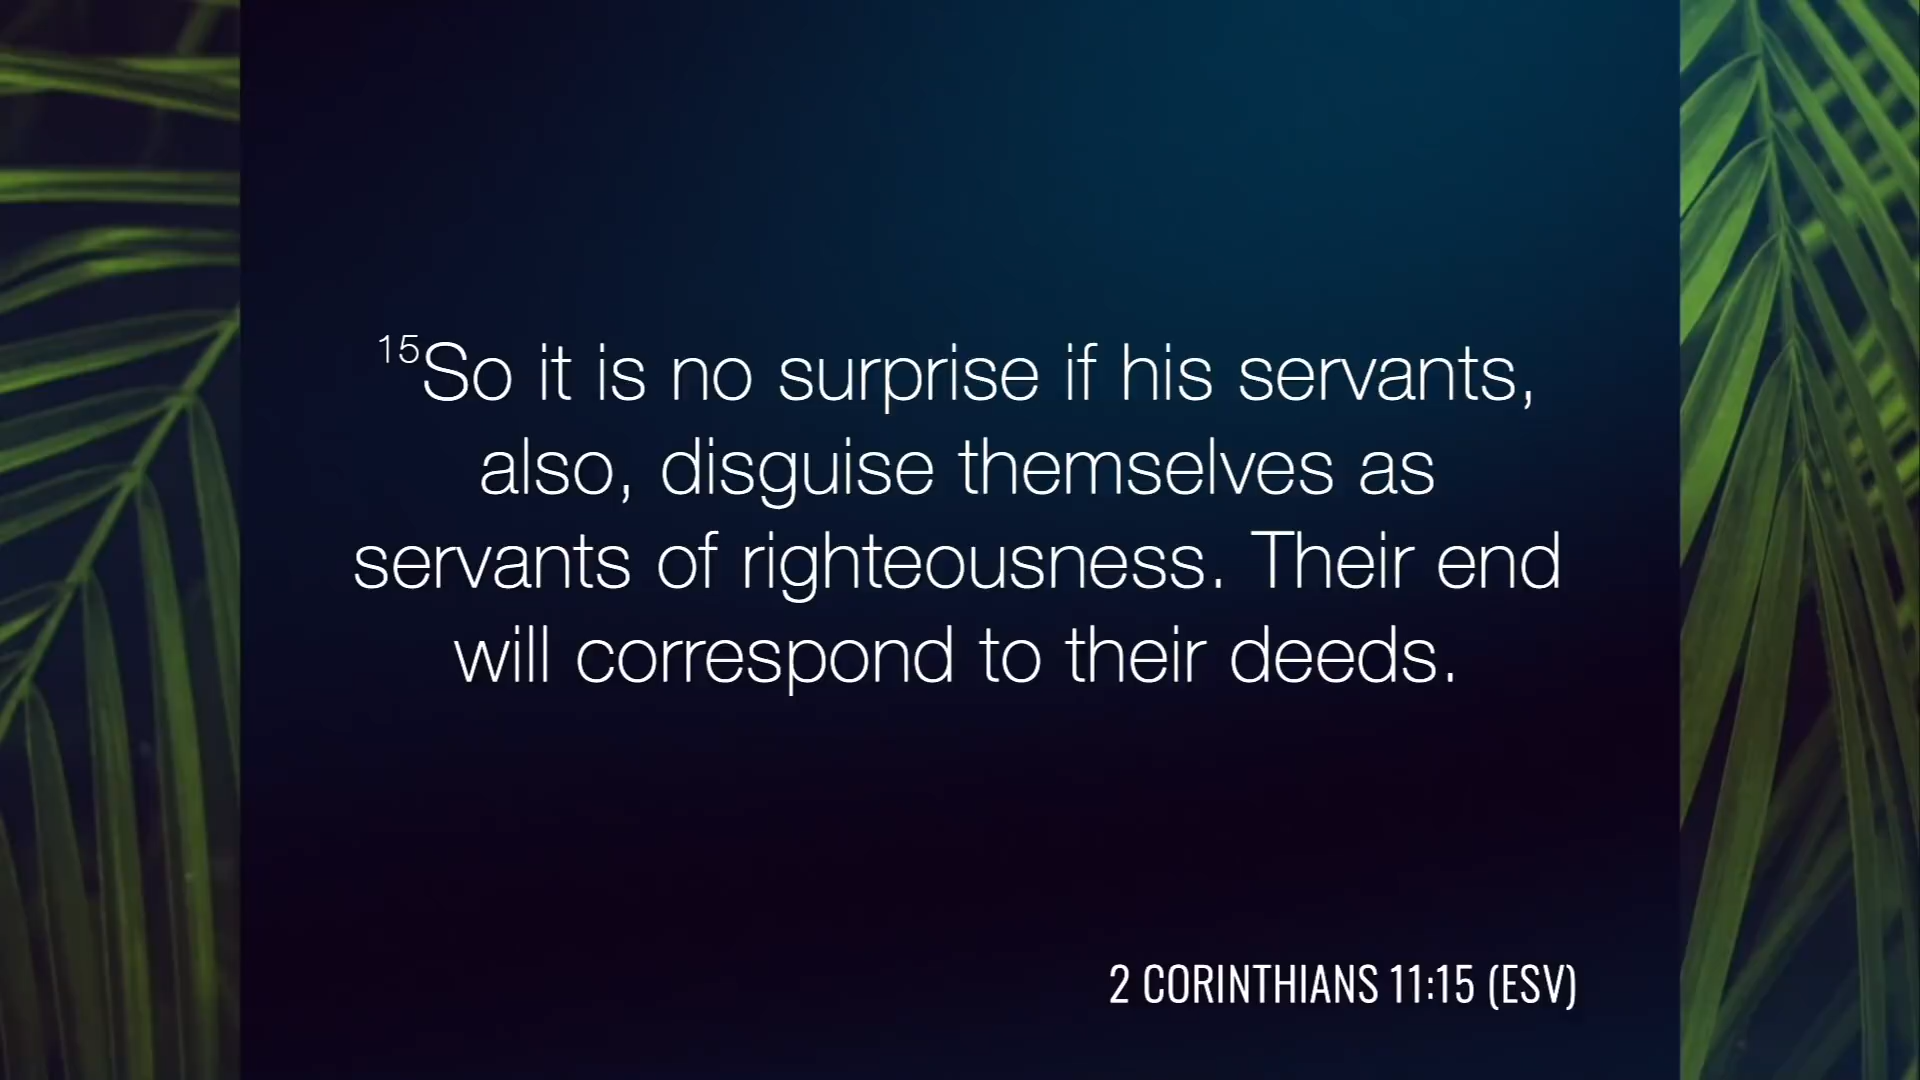 15So it is no surprise if his servants,
also, disguise themselves as
servants of righteousness. Their end
will correspond to their deeds.
2 CORINTHIANS 11:15 (ESV)